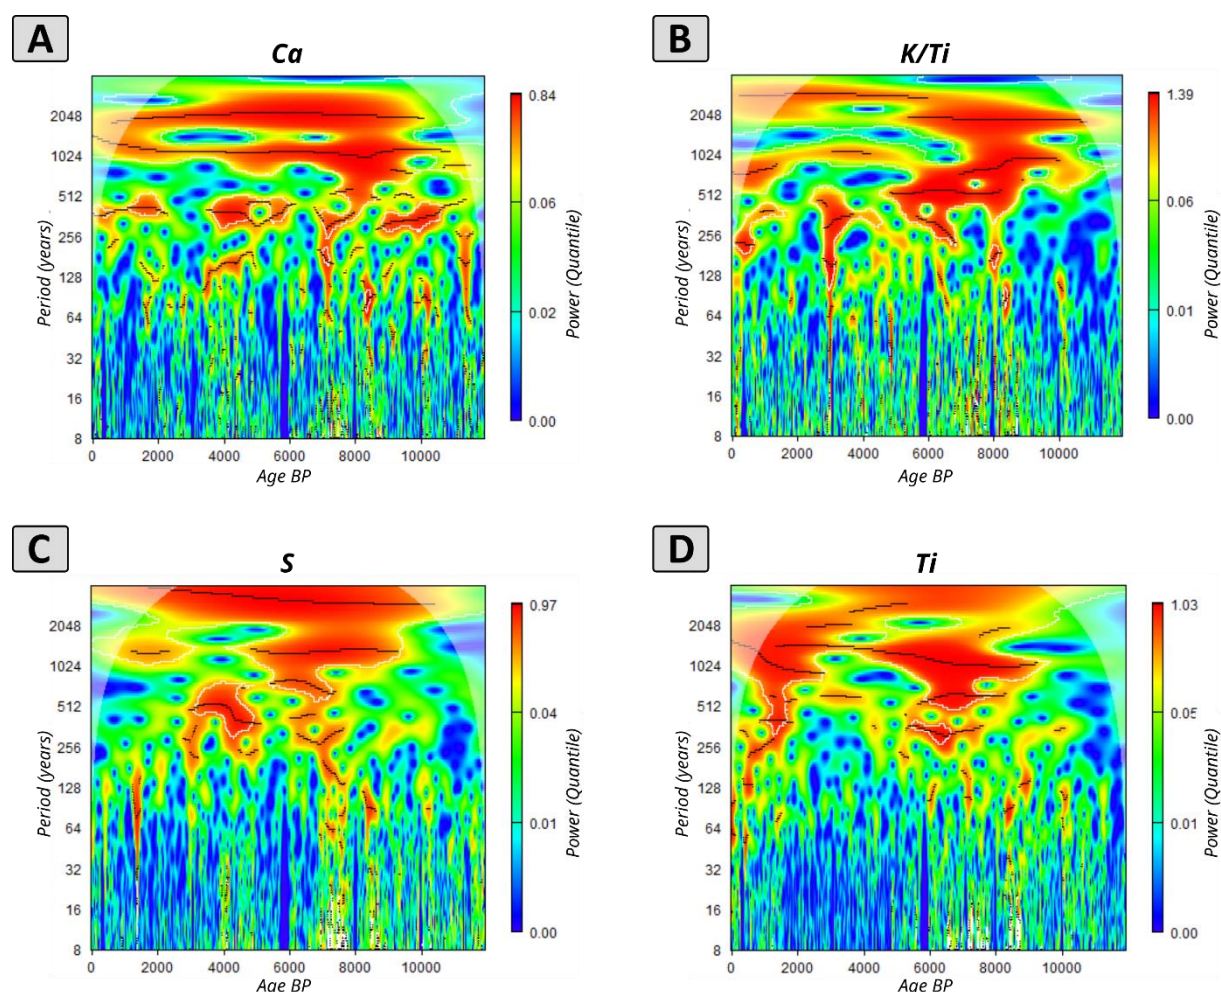 A
Ca
2048
1024
512
256
128
64
32
16
8
Period (years)
0 2000 4000 6000 8000 10000
Age BP
0.84
0.06
0.02
0.00
Power (Quantile)
B
K/Ti
2048
1024
512
256
128
64
32
16
8
Period (years)
0 2000 4000 6000 8000 10000
Age BP
1.39
0.06
0.01
0.00
Power (Quantile)
C
S
2048
1024
512
256
128
64
32
16
8
Period (years)
0 2000 4000 6000 8000 10000
Age BP
0.97
0.04
0.01
0.00
Power (Quantile)
D
Ti
2048
1024
512
256
128
64
32
16
8
Period (years)
0 2000 4000 6000 8000 10000
Age BP
1.03
0.05
0.01
0.00
Power (Quantile)